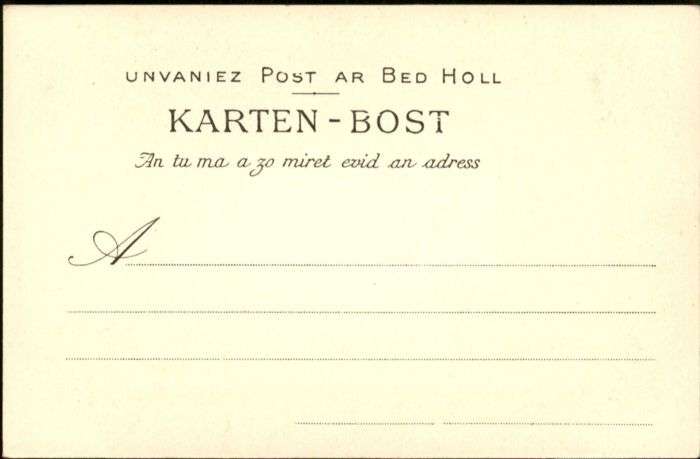 UNVANIEZ POST AR BED HOLL
KARTEN-BOST
An tu ma a zo miret evid an adress
A